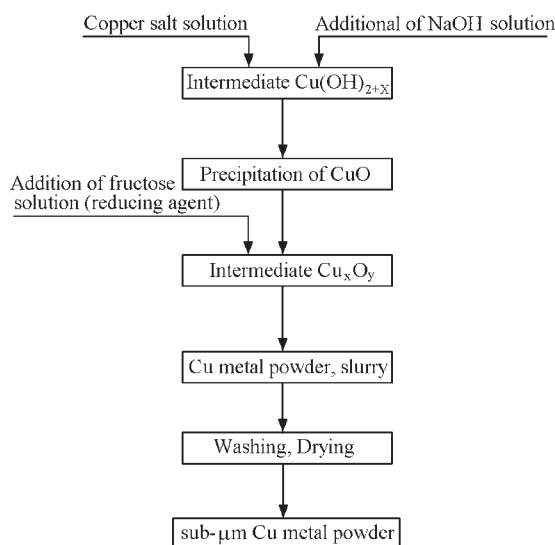 Copper salt solution
Additional of NaOH solution
Intermediate Cu(OH)₂₊ₓ
Precipitation of CuO
Addition of fructose
solution (reducing agent)
Intermediate CuₓOᵧ
Cu metal powder, slurry
Washing, Drying
sub-μm Cu metal powder